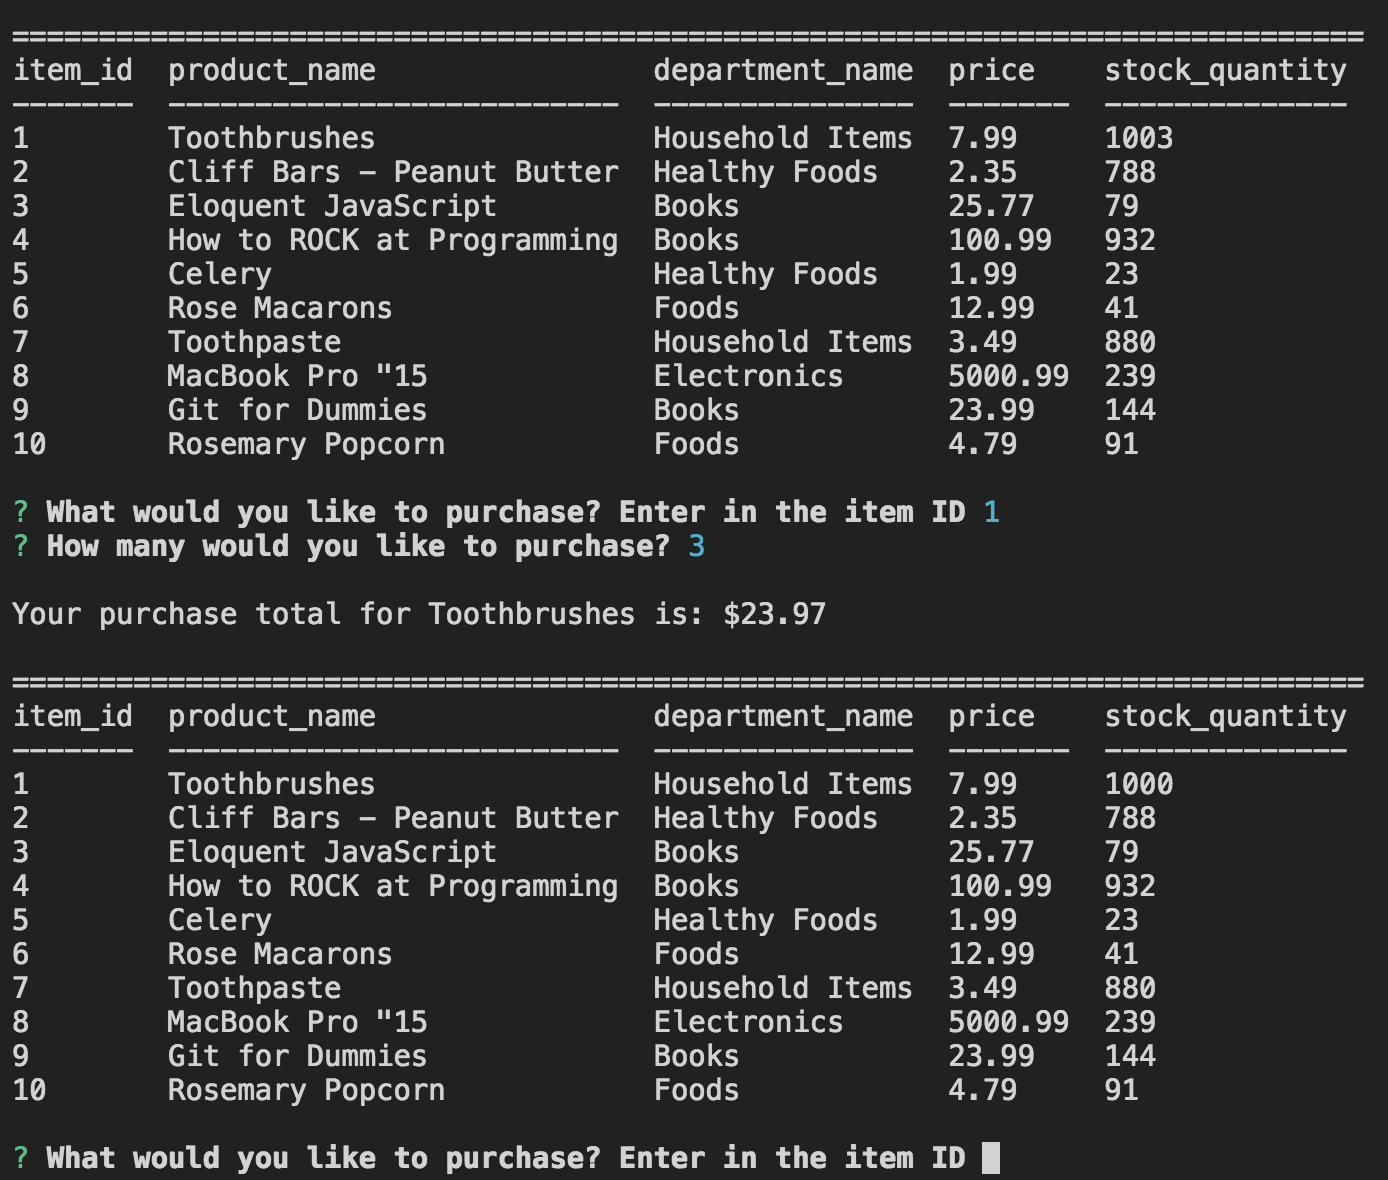 ==============================================================================
item_id  product_name                department_name  price    stock_quantity
-------  --------------------------  ---------------  -------  --------------
1        Toothbrushes                Household Items  7.99     1003
2        Cliff Bars - Peanut Butter  Healthy Foods    2.35     788
3        Eloquent JavaScript         Books            25.77    79
4        How to ROCK at Programming  Books            100.99   932
5        Celery                      Healthy Foods    1.99     23
6        Rose Macarons               Foods            12.99    41
7        Toothpaste                  Household Items  3.49     880
8        MacBook Pro "15             Electronics      5000.99  239
9        Git for Dummies             Books            23.99    144
10       Rosemary Popcorn            Foods            4.79     91
? What would you like to purchase? Enter in the item ID 1
? How many would you like to purchase? 3
Your purchase total for Toothbrushes is: $23.97
==============================================================================
item_id  product_name                department_name  price    stock_quantity
-------  --------------------------  ---------------  -------  --------------
1        Toothbrushes                Household Items  7.99     1000
2        Cliff Bars - Peanut Butter  Healthy Foods    2.35     788
3        Eloquent JavaScript         Books            25.77    79
4        How to ROCK at Programming  Books            100.99   932
5        Celery                      Healthy Foods    1.99     23
6        Rose Macarons               Foods            12.99    41
7        Toothpaste                  Household Items  3.49     880
8        MacBook Pro "15             Electronics      5000.99  239
9        Git for Dummies             Books            23.99    144
10       Rosemary Popcorn            Foods            4.79     91
? What would you like to purchase? Enter in the item ID